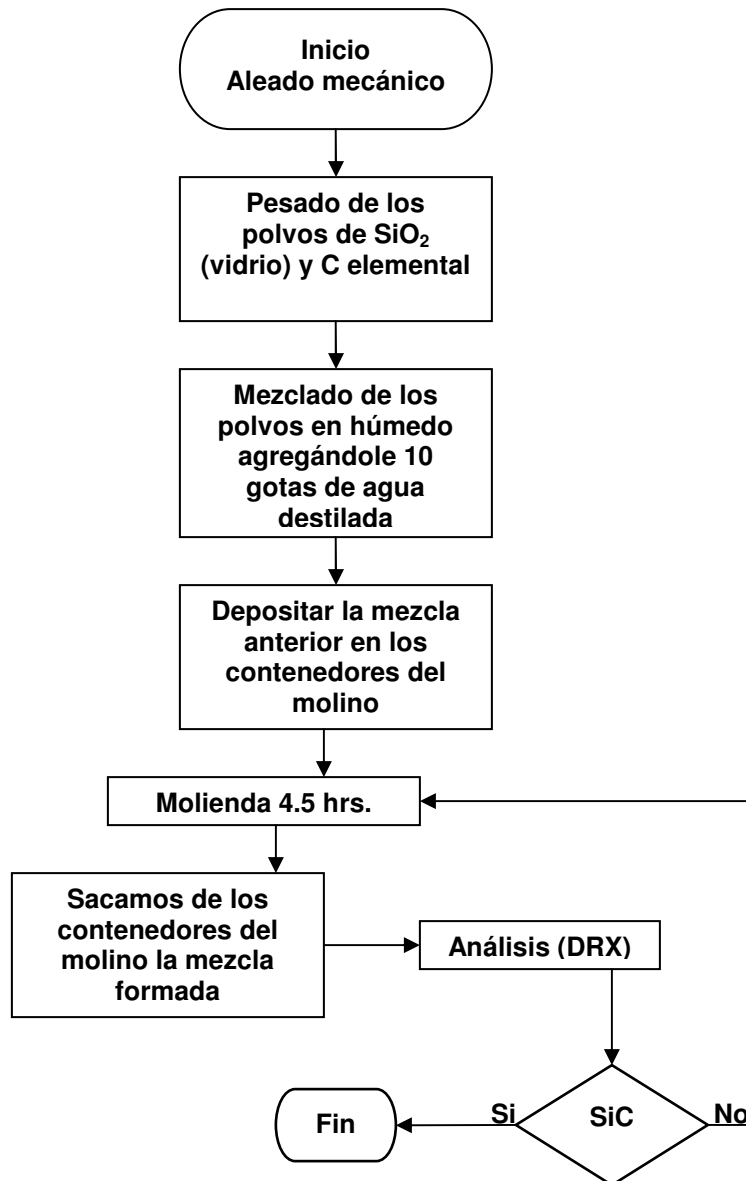 Inicio
Aleado mecánico
Pesado de los
polvos de SiO₂
(vidrio) y C elemental
Mezclado de los
polvos en húmedo
agregándole 10
gotas de agua
destilada
Depositar la mezcla
anterior en los
contenedores del
molino
Molienda 4.5 hrs.
Sacamos de los
contenedores del
molino la mezcla
formada
Análisis (DRX)
SiC
Si
No
Fin